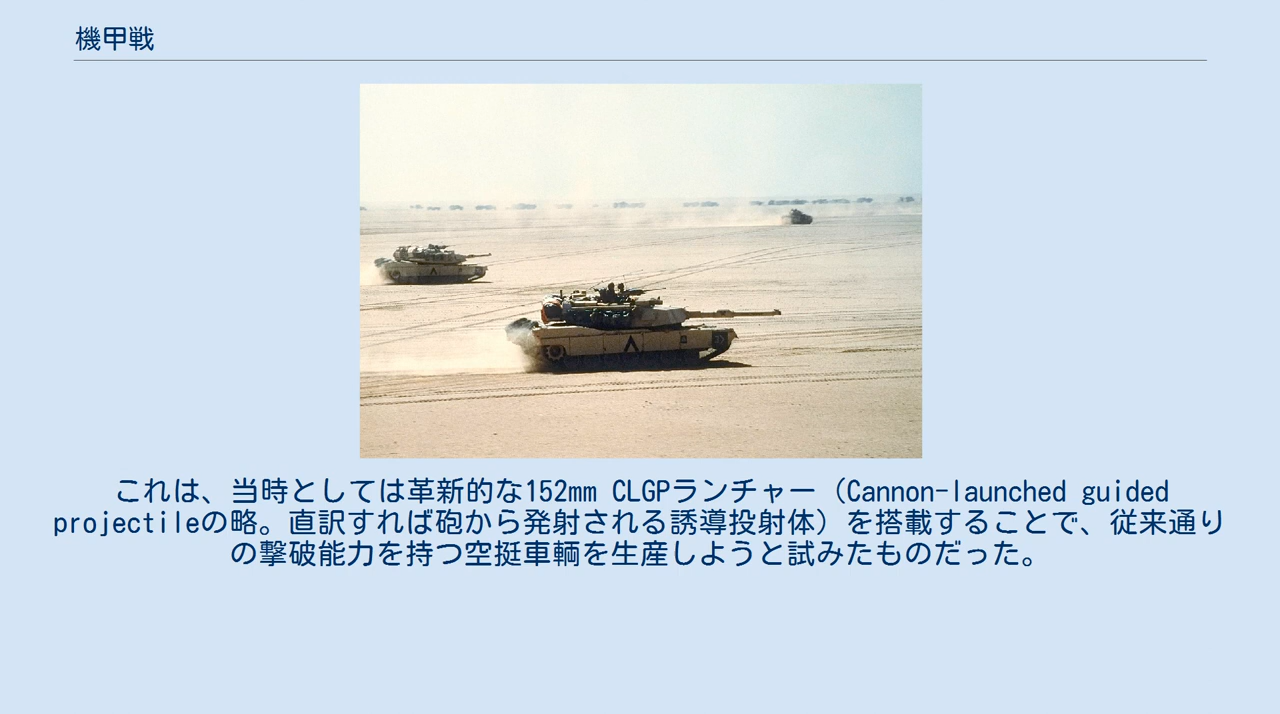 機甲戦
これは、当時としては革新的な152mm CLGPランチャー（Cannon-launched guided
projectileの略。直訳すれば砲から発射される誘導投射体）を搭載することで、従来通り
の撃破能力を持つ空挺車輌を生産しようと試みたものだった。